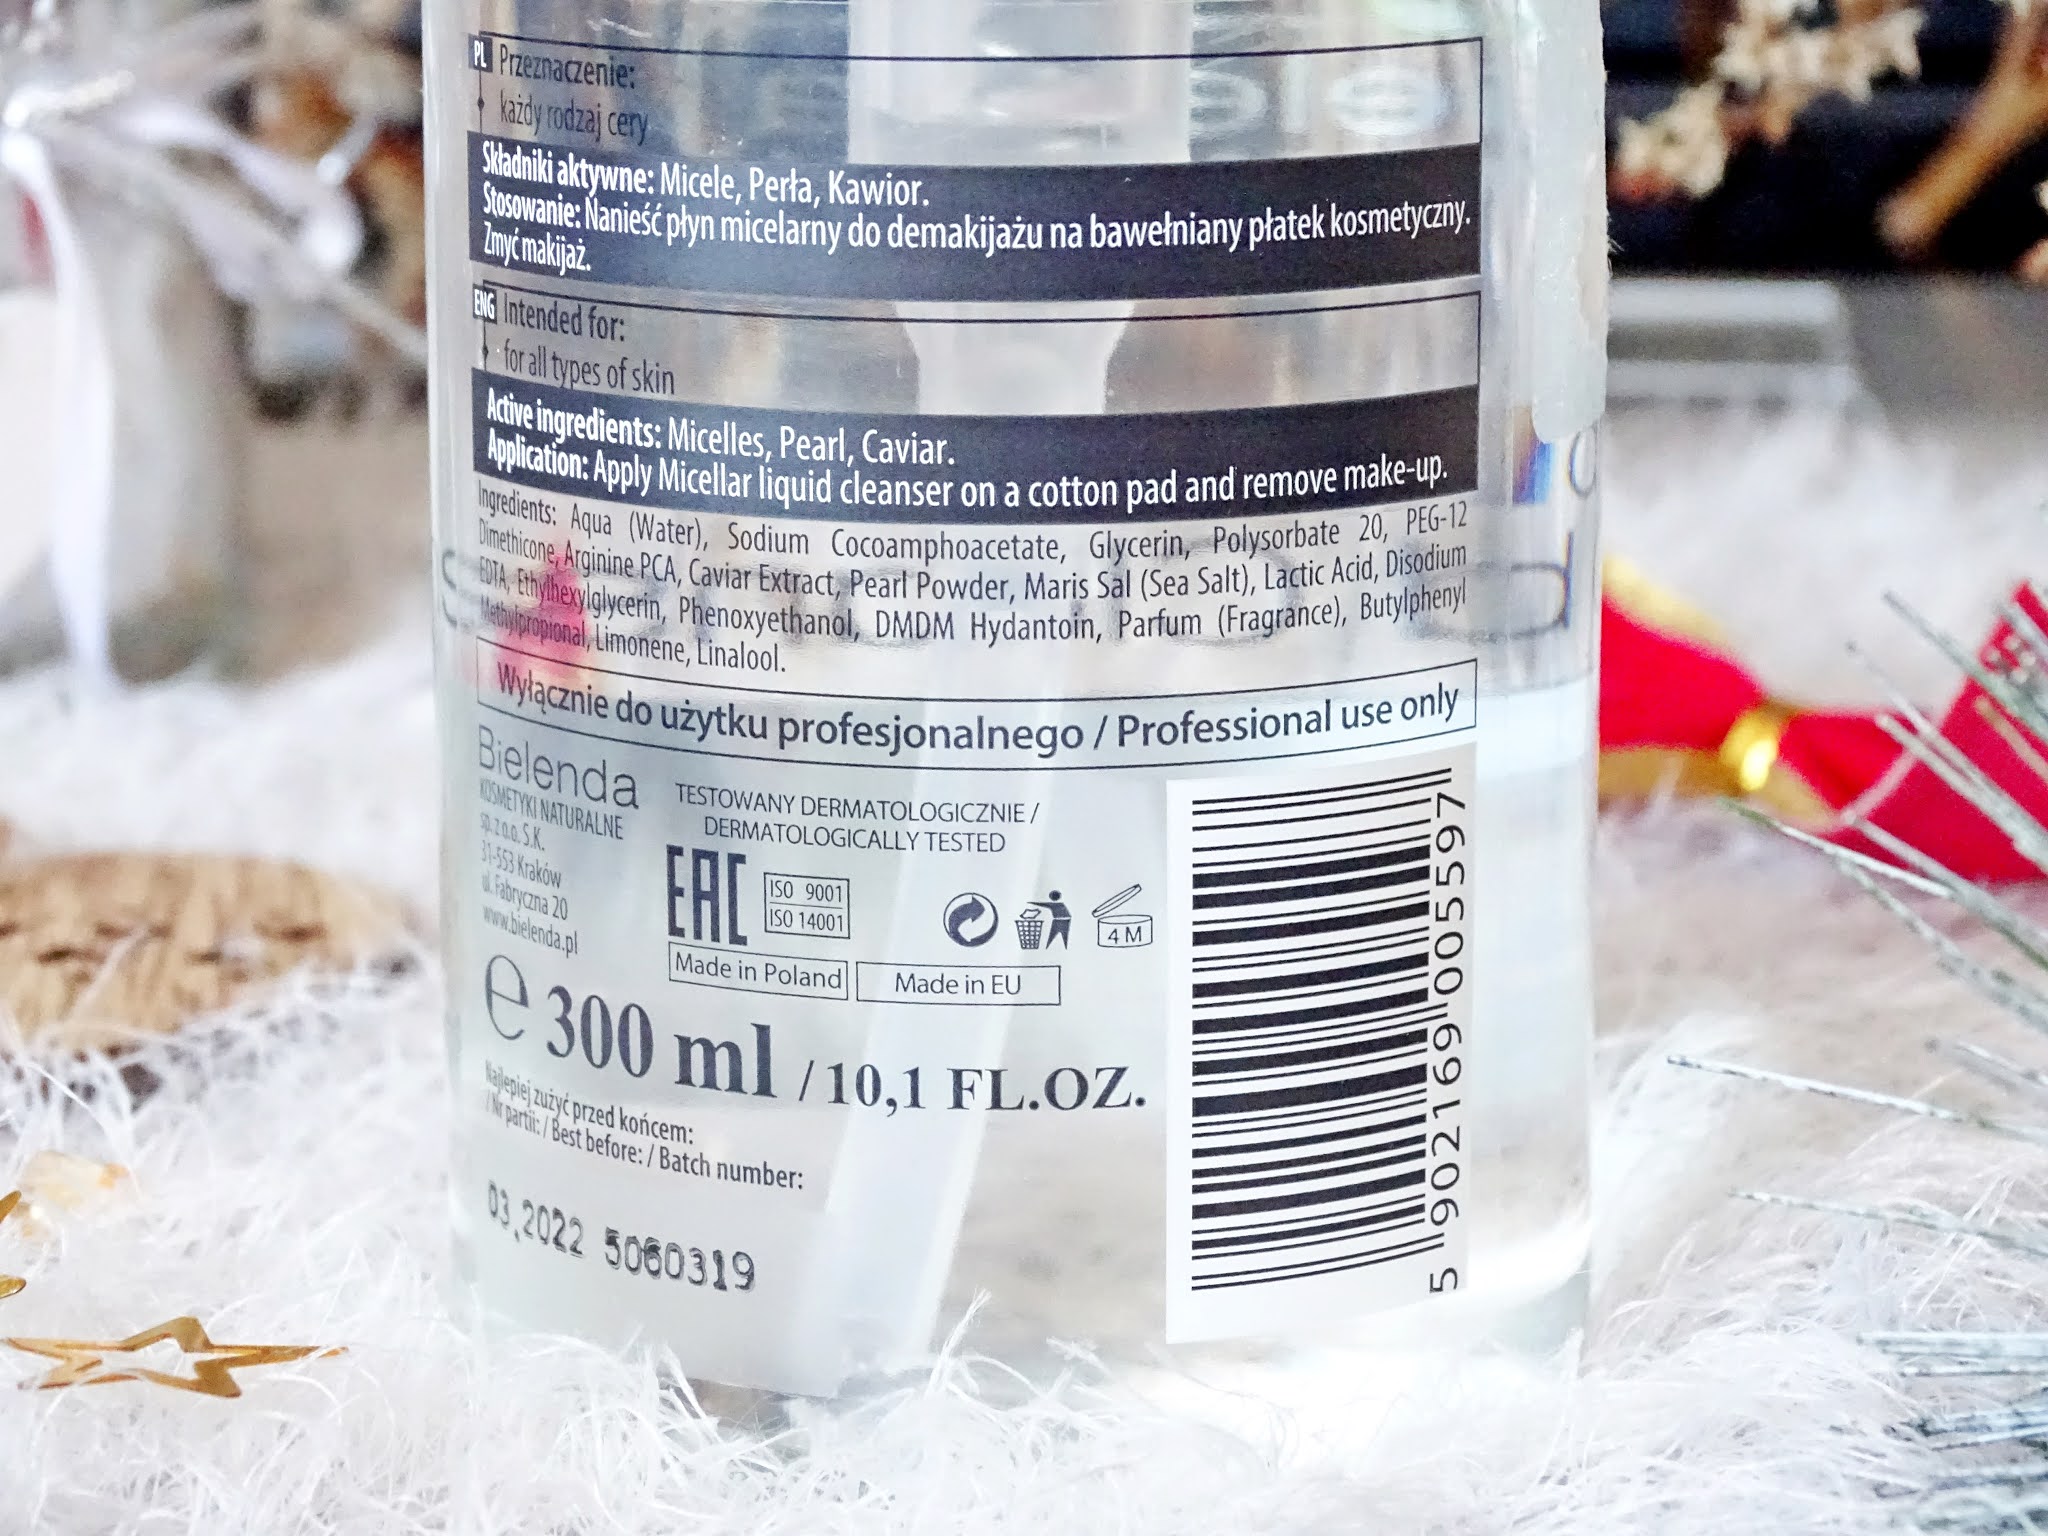 PL Przeznaczenie:
każdy rodzaj cery
Składniki aktywne: Micele, Perła, Kawior.
Stosowanie: Nanieść płyn micelarny do demakijażu na bawełniany płatek kosmetyczny.
Zmyć makijaż.
ENG Intended for:
for all types of skin
Active ingredients: Micelles, Pearl, Caviar.
Application: Apply Micellar liquid cleanser on a cotton pad and remove make-up.
Ingredients: Aqua (Water), Sodium Cocoamphoacetate, Glycerin, Polysorbate 20, PEG-12
Dimethicone, Arginine PCA, Caviar Extract, Pearl Powder, Maris Sal (Sea Salt), Lactic Acid, Disodium
EDTA, Ethylhexylglycerin, Phenoxyethanol, DMDM Hydantoin, Parfum (Fragrance), Butylphenyl
Methylpropional, Limonene, Linalool.
Wyłącznie do użytku profesjonalnego / Professional use only
Bielenda
KOSMETYKI NATURALNE
sp. z o.o. S.K.
31-553 Kraków
ul. Fabryczna 20
www.bielenda.pl
TESTOWANY DERMATOLOGICZNIE /
DERMATOLOGICALLY TESTED
EAC
ISO 9001
ISO 14001
4 M
Made in Poland
Made in EU
e 300 ml / 10,1 FL.OZ.
Najlepiej zużyć przed końcem:
/ Nr partii: / Best before: / Batch number:
03.2022 5060319
5 902169 005597